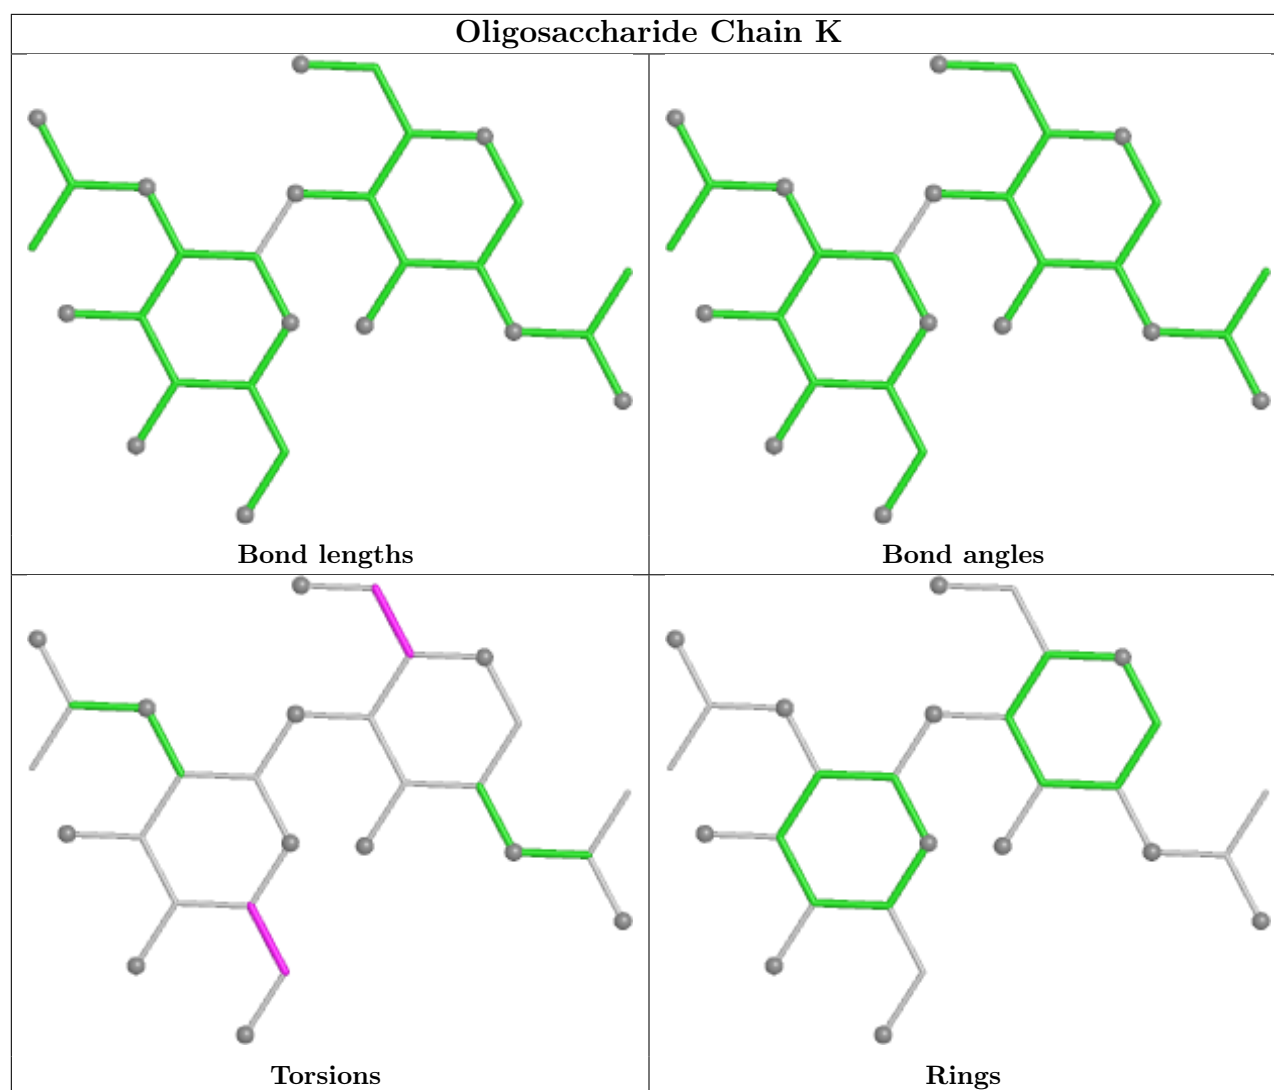 Oligosaccharide Chain K
Bond lengths
Bond angles
Torsions
Rings